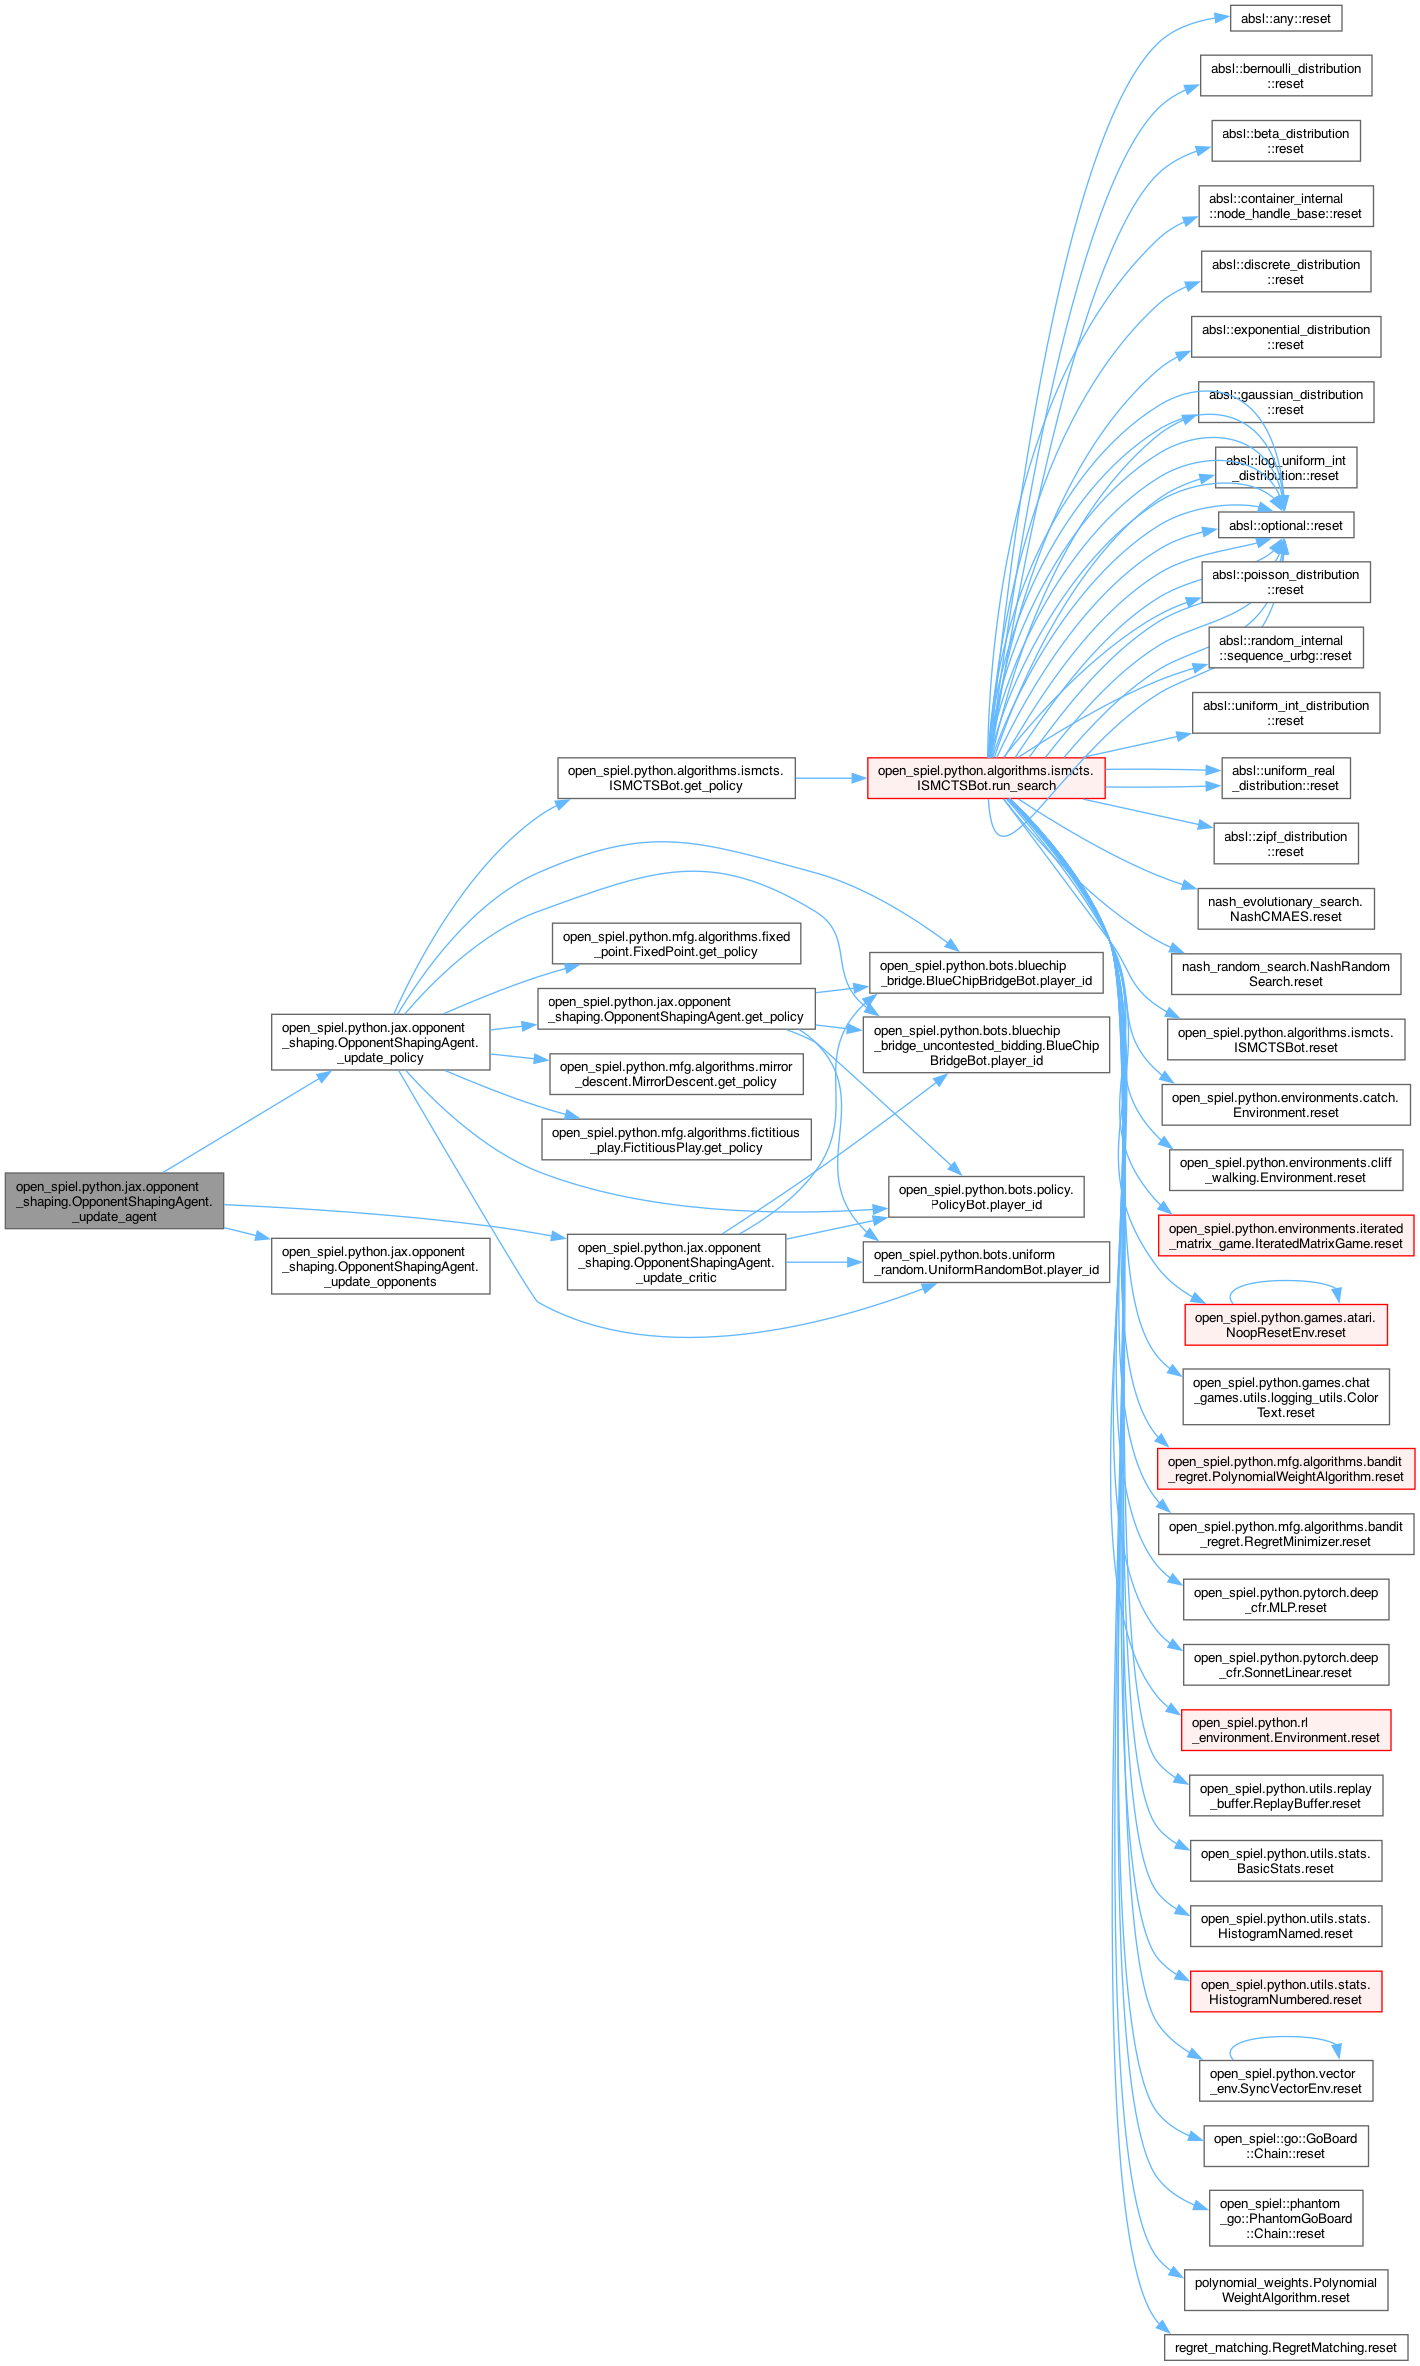 open_spiel.python.jax.opponent
_shaping.OpponentShapingAgent.
_update_agent
open_spiel.python.jax.opponent
_shaping.OpponentShapingAgent.
_update_policy
open_spiel.python.jax.opponent
_shaping.OpponentShapingAgent.
_update_opponents
open_spiel.python.algorithms.ismcts.
ISMCTSBot.get_policy
open_spiel.python.mfg.algorithms.fixed
_point.FixedPoint.get_policy
open_spiel.python.jax.opponent
_shaping.OpponentShapingAgent.get_policy
open_spiel.python.mfg.algorithms.mirror
_descent.MirrorDescent.get_policy
open_spiel.python.mfg.algorithms.fictitious
_play.FictitiousPlay.get_policy
open_spiel.python.jax.opponent
_shaping.OpponentShapingAgent.
_update_critic
open_spiel.python.algorithms.ismcts.
ISMCTSBot.run_search
open_spiel.python.bots.bluechip
_bridge.BlueChipBridgeBot.player_id
open_spiel.python.bots.bluechip
_bridge_uncontested_bidding.BlueChip
BridgeBot.player_id
open_spiel.python.bots.policy.
PolicyBot.player_id
open_spiel.python.bots.uniform
_random.UniformRandomBot.player_id
absl::any::reset
absl::bernoulli_distribution
::reset
absl::beta_distribution
::reset
absl::container_internal
::node_handle_base::reset
absl::discrete_distribution
::reset
absl::exponential_distribution
::reset
absl::gaussian_distribution
::reset
absl::log_uniform_int
_distribution::reset
absl::optional::reset
absl::poisson_distribution
::reset
absl::random_internal
::sequence_urbg::reset
absl::uniform_int_distribution
::reset
absl::uniform_real
_distribution::reset
absl::zipf_distribution
::reset
nash_evolutionary_search.
NashCMAES.reset
nash_random_search.NashRandom
Search.reset
open_spiel.python.algorithms.ismcts.
ISMCTSBot.reset
open_spiel.python.environments.catch.
Environment.reset
open_spiel.python.environments.cliff
_walking.Environment.reset
open_spiel.python.environments.iterated
_matrix_game.IteratedMatrixGame.reset
open_spiel.python.games.atari.
NoopResetEnv.reset
open_spiel.python.games.chat
_games.utils.logging_utils.Color
Text.reset
open_spiel.python.mfg.algorithms.bandit
_regret.PolynomialWeightAlgorithm.reset
open_spiel.python.mfg.algorithms.bandit
_regret.RegretMinimizer.reset
open_spiel.python.pytorch.deep
_cfr.MLP.reset
open_spiel.python.pytorch.deep
_cfr.SonnetLinear.reset
open_spiel.python.rl
_environment.Environment.reset
open_spiel.python.utils.replay
_buffer.ReplayBuffer.reset
open_spiel.python.utils.stats.
BasicStats.reset
open_spiel.python.utils.stats.
HistogramNamed.reset
open_spiel.python.utils.stats.
HistogramNumbered.reset
open_spiel.python.vector
_env.SyncVectorEnv.reset
open_spiel::go::GoBoard
::Chain::reset
open_spiel::phantom
_go::PhantomGoBoard
::Chain::reset
polynomial_weights.Polynomial
WeightAlgorithm.reset
regret_matching.RegretMatching.reset